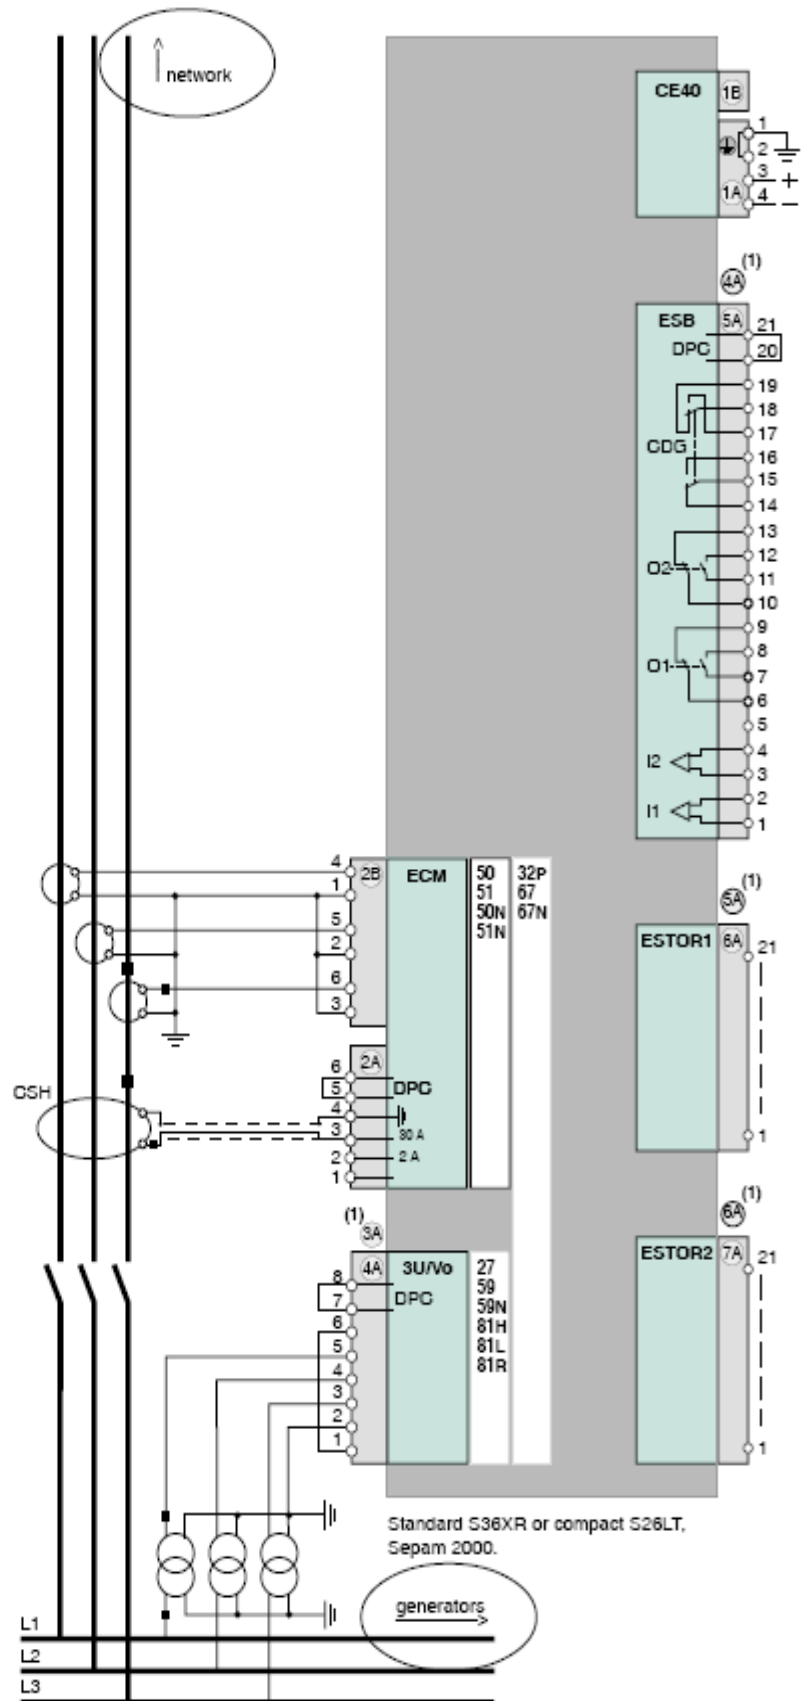 network
CE40
1B
1
2
3
+
1A
4
−
(1)
4A
ESB
5A
21
DPC
20
19
18
17
CDG
16
15
14
13
12
O2
11
10
9
8
O1
7
6
5
4
I2
3
2
I1
1
4
2B
ECM
50
32P
1
51
67
50N
67N
5
51N
2
6
3
(1)
5A
ESTOR1
6A
21
1
2A
6
DPC
5
4
3
30 A
2
2 A
1
CSH
(1)
3A
4A
3U/Vo
27
8
59
DPC
7
59N
6
81H
5
81L
4
81R
3
2
1
(1)
6A
ESTOR2
7A
21
1
Standard S36XR or compact S26LT,
Sepam 2000.
generators
L1
L2
L3